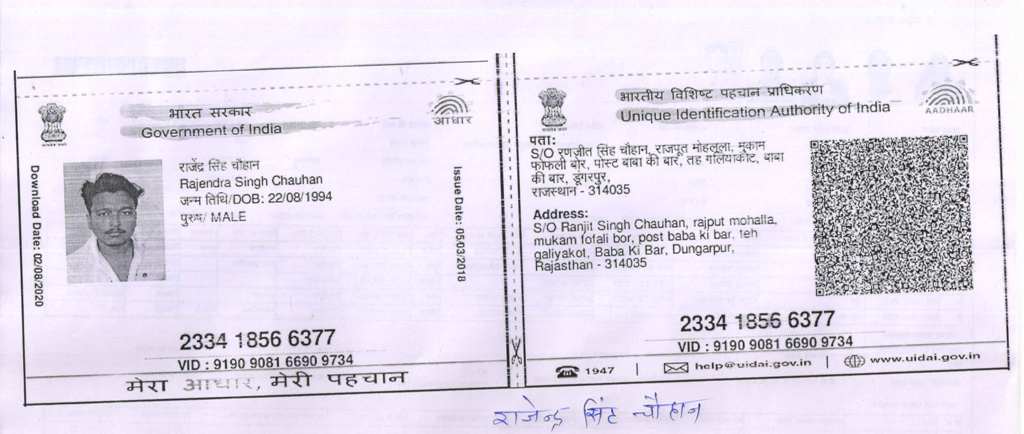 भारत सरकार
Government of India
आधार
राजेंद्र सिंह चौहान
Rajendra Singh Chauhan
जन्म तिथि/DOB: 22/08/1994
पुरुष/ MALE
Download Date: 02/08/2020
Issue Date: 05/03/2018
2334 1856 6377
VID : 9190 9081 6690 9734
मेरा आधार, मेरी पहचान
भारतीय विशिष्ट पहचान प्राधिकरण
Unique Identification Authority of India
AADHAAR
पता:
S/O रणजीत सिंह चौहान, राजपूत मोहलूला, मुकाम
फोफली बोर, पोस्ट बाबा की बार, तह गलियाकोट, बाबा
की बार, डूंगरपुर,
राजस्थान - 314035
Address:
S/O Ranjit Singh Chauhan, rajput mohalla,
mukam fofali bor, post baba ki bar, teh
galiyakot, Baba Ki Bar, Dungarpur,
Rajasthan - 314035
2334 1856 6377
VID : 9190 9081 6690 9734
1947 | help@uidai.gov.in | www.uidai.gov.in
राजेन्द्र सिंह चौहान